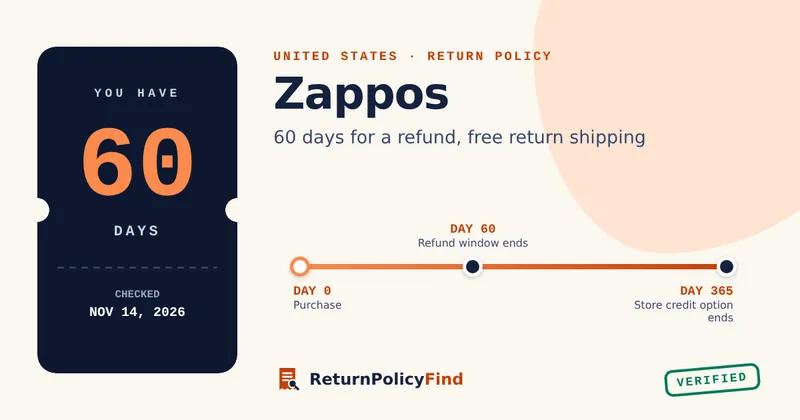 YOU HAVE
60
DAYS
CHECKED
NOV 14, 2026
UNITED STATES · RETURN POLICY
Zappos
60 days for a refund, free return shipping
DAY 60
Refund window ends
DAY 0
Purchase
DAY 365
Store credit option
ends
ReturnPolicyFind
VERIFIED